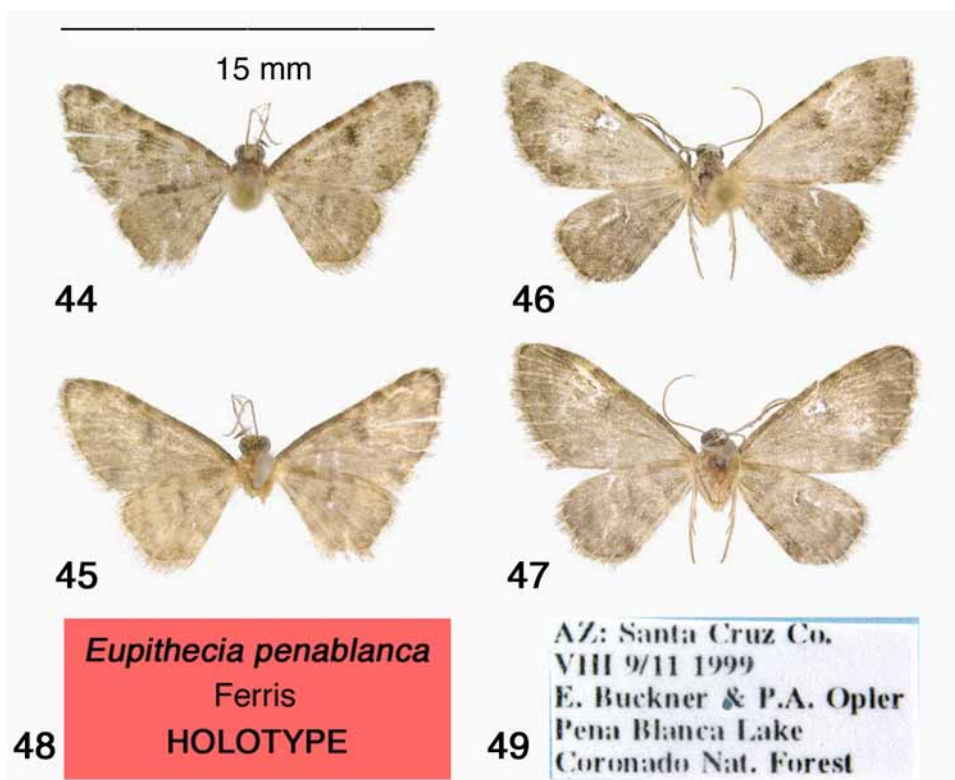 15 mm
44
46
45
47
48
Eupithecia penablanca
Ferris
HOLOTYPE
49
AZ: Santa Cruz Co.
VIII 9/11 1999
E. Buckner & P.A. Opler
Pena Blanca Lake
Coronado Nat. Forest